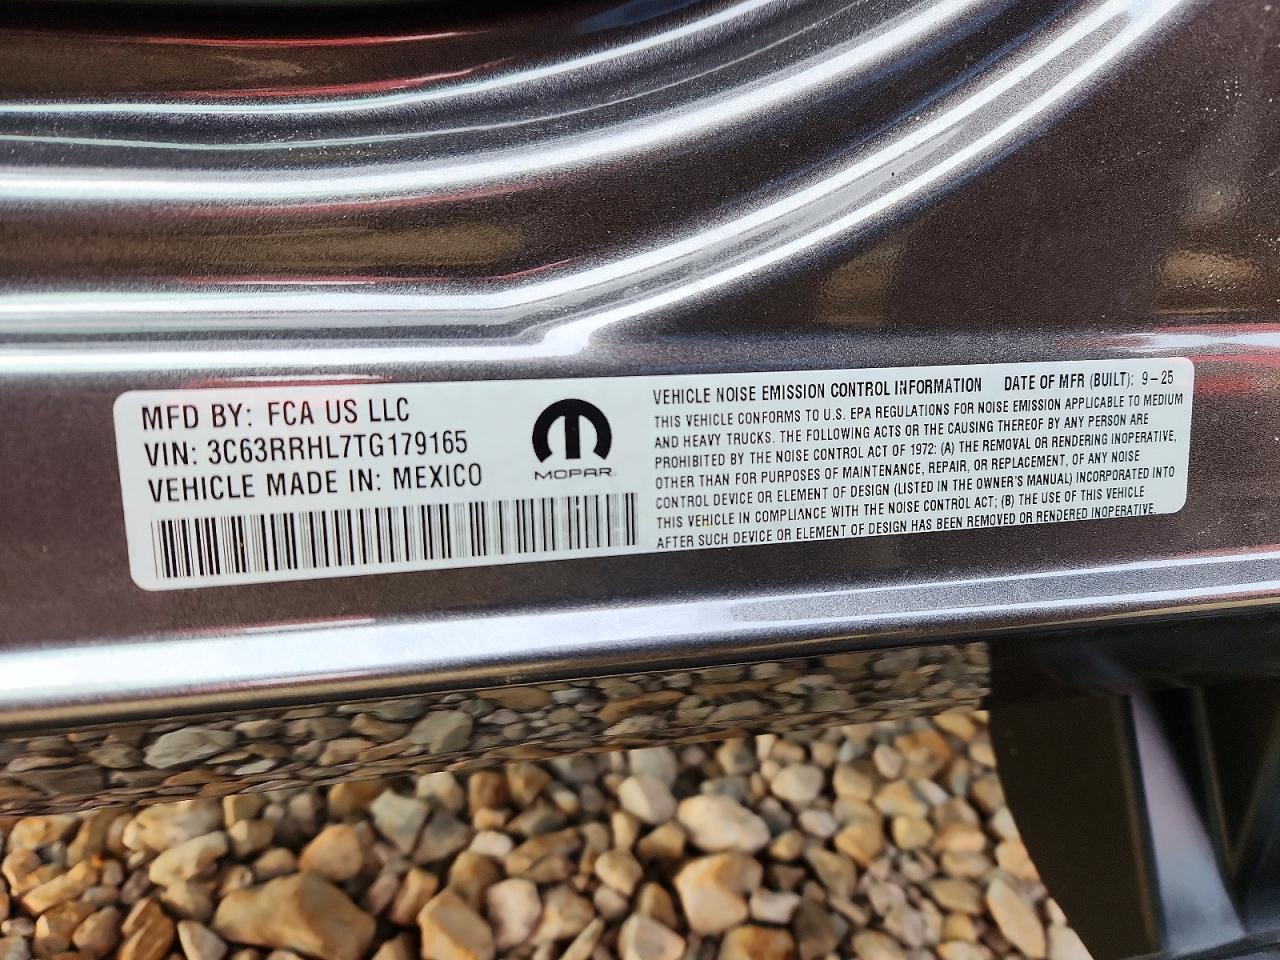 MFD BY: FCA US LLC
VIN: 3C63RRHL7TG179165
VEHICLE MADE IN: MEXICO
MOPAR
VEHICLE NOISE EMISSION CONTROL INFORMATION DATE OF MFR (BUILT): 9-25
THIS VEHICLE CONFORMS TO U.S. EPA REGULATIONS FOR NOISE EMISSION APPLICABLE TO MEDIUM
AND HEAVY TRUCKS. THE FOLLOWING ACTS OR THE CAUSING THEREOF BY ANY PERSON ARE
PROHIBITED BY THE NOISE CONTROL ACT OF 1972: (A) THE REMOVAL OR RENDERING INOPERATIVE,
OTHER THAN FOR PURPOSES OF MAINTENANCE, REPAIR, OR REPLACEMENT, OF ANY NOISE
CONTROL DEVICE OR ELEMENT OF DESIGN (LISTED IN THE OWNER'S MANUAL) INCORPORATED INTO
THIS VEHICLE IN COMPLIANCE WITH THE NOISE CONTROL ACT; (B) THE USE OF THIS VEHICLE
AFTER SUCH DEVICE OR ELEMENT OF DESIGN HAS BEEN REMOVED OR RENDERED INOPERATIVE.